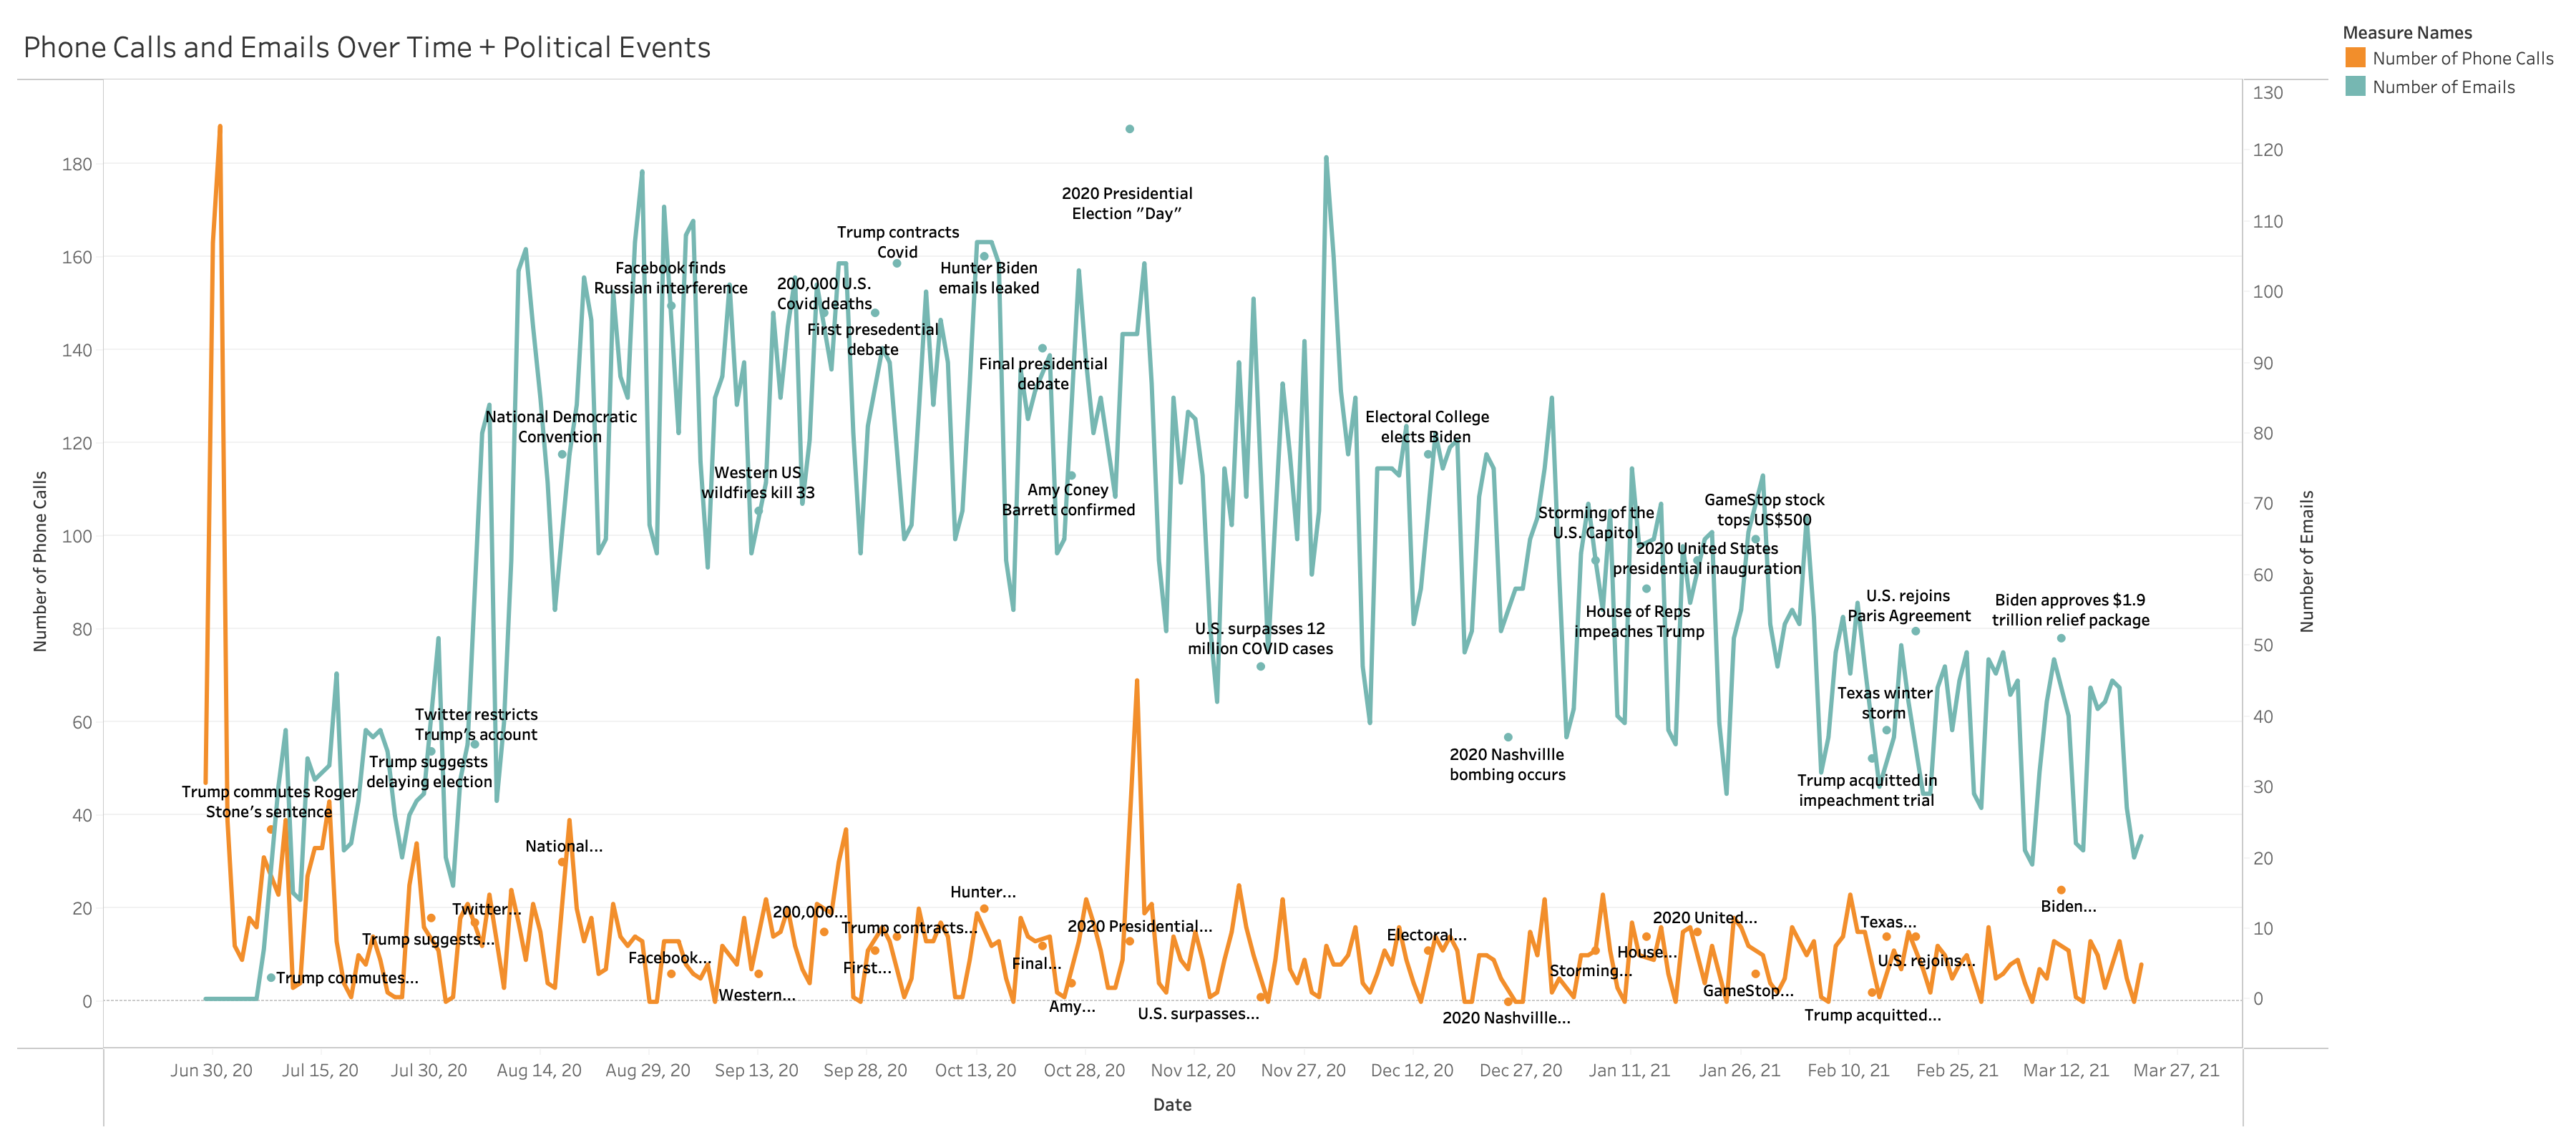 Phone Calls and Emails Over Time + Political Events
Measure Names
Number of Phone Calls
Number of Emails
Number of Phone Calls
180
160
140
120
100
80
60
40
20
0
130
120
110
100
90
80
70
60
50
40
30
20
10
0
Number of Emails
2020 Presidential
Election "Day"
Trump contracts
Covid
Facebook finds
Russian interference
200,000 U.S.
Covid deaths
Hunter Biden
emails leaked
First presedential
debate
Final presidential
debate
National Democratic
Convention
Western US
wildfires kill 33
Amy Coney
Barrett confirmed
Electoral College
elects Biden
Storming of the
U.S. Capitol
GameStop stock
tops US$500
2020 United States
presidential inauguration
House of Reps
impeaches Trump
U.S. surpasses 12
million COVID cases
U.S. rejoins
Paris Agreement
Biden approves $1.9
trillion relief package
Texas winter
storm
Twitter restricts
Trump's account
Trump suggests
delaying election
2020 Nashvillle
bombing occurs
Trump commutes Roger
Stone's sentence
Trump acquitted in
impeachment trial
National...
Twitter...
Trump suggests...
Trump commutes...
Facebook...
Western...
200,000...
Trump contracts...
First...
Hunter...
Final...
Amy...
2020 Presidential...
U.S. surpasses...
Electoral...
2020 Nashvillle...
Storming...
House...
2020 United...
GameStop...
Texas...
U.S. rejoins...
Trump acquitted...
Biden...
Jun 30, 20
Jul 15, 20
Jul 30, 20
Aug 14, 20
Aug 29, 20
Sep 13, 20
Sep 28, 20
Oct 13, 20
Oct 28, 20
Nov 12, 20
Nov 27, 20
Dec 12, 20
Dec 27, 20
Jan 11, 21
Jan 26, 21
Feb 10, 21
Feb 25, 21
Mar 12, 21
Mar 27, 21
Date